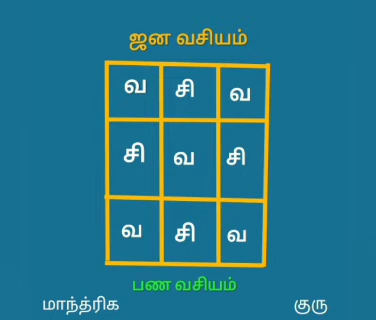 ஜன வசியம்
வ சி வ
சி வ சி
வ சி வ
பண வசியம்
மாந்த்ரிக குரு